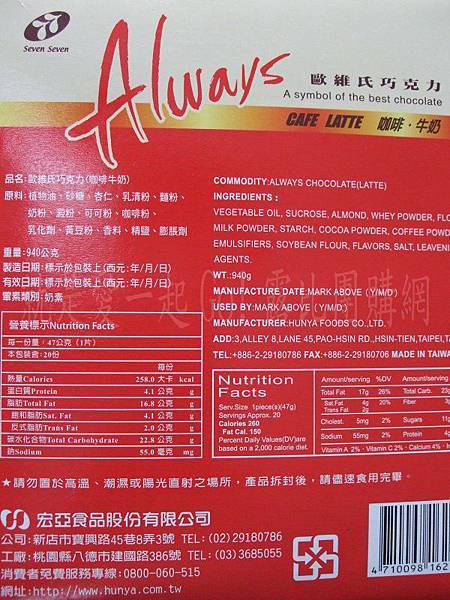 Seven Seven
Always
歐維氏巧克力
A symbol of the best chocolate
CAFE LATTE 咖啡·牛奶
品名:歐維氏巧克力(咖啡牛奶)
原料:植物油、砂糖、杏仁、乳清粉、麵粉、
奶粉、澱粉、可可粉、咖啡粉、
乳化劑、黃豆粉、香料、精鹽、膨脹劑
重量:940公克
製造日期:標示於包裝上(西元:年/月/日)
有效日期:標示於包裝上(西元:年/月/日)
葷素類別:奶素
營養標示Nutrition Facts
每一份量:47公克(1片)
本包裝含:20份
每份
熱量Calories 258.0 大卡 kcal
蛋白質Protein 4.1 公克 g
脂肪Total Fat 16.8 公克 g
飽和脂肪Sat. Fat 4.1 公克 g
反式脂肪Trans Fat 2.0 公克 g
碳水化合物Total Carbohydrate 22.8 公克 g
鈉Sodium 55.0 毫克 mg
COMMODITY:ALWAYS CHOCOLATE(LATTE)
INGREDIENTS:
VEGETABLE OIL, SUCROSE, ALMOND, WHEY POWDER, FLO
MILK POWDER, STARCH, COCOA POWDER, COFFEE POWD
EMULSIFIERS, SOYBEAN FLOUR, FLAVORS, SALT, LEAVENI
AGENTS.
WT.:940g
MANUFACTURER DATE:MARK ABOVE (Y/M/D)
USED BY:MARK ABOVE (Y/M/D)
MANUFACTURER:HUNYA FOODS CO.,LTD.
ADD:3,ALLEY 8,LANE 45,PAO-HSIN RD.,HSIN-TIEN,TAIPEI,TA
TEL:+886-2-29180786 FAX:+886-2-29180706 MADE IN TAIWA
Nutrition
Facts
Serv.Size 1piece(s)(47g)
Servings Approx. 20
Calories 260
Fat Cal. 150
Percent Daily Values(DV)are
based on a 2,000 calorie diet.
Amount/serving %DV Amount/serving
Total Fat 17g 26% Total Carb. 23g
Sat.Fat 4g 20% Fiber 3
Trans Fat 2g
Cholest. 5mg 2% Sugars 11g
Sodium 55mg 2% Protein 4g
Vitamin A 2%·Vitamin C 2%·Calcium 4%·I
★請勿置於高溫、潮濕或陽光直射之場所,產品拆封後,請儘速食用完畢。
宏亞食品股份有限公司
公司:新店市寶興路45巷8弄3號 TEL:(02)29180786
工廠:桃園縣八德市建國路386號 TEL:(03)3685055
消費者免費服務專線:0800-060-515
網址:http://www.hunya.com.tw
4 710098 162